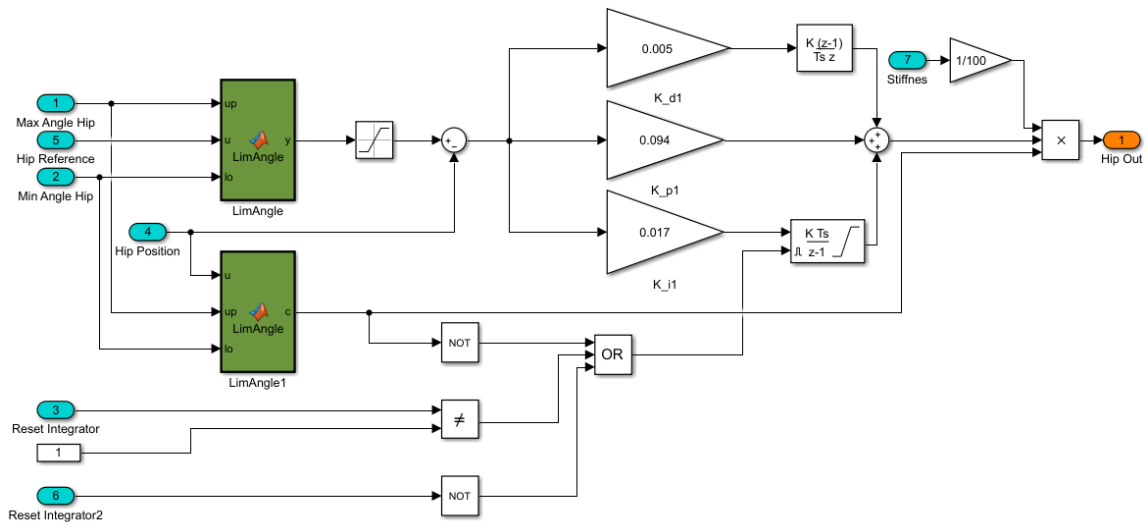 1
Max Angle Hip
5
Hip Reference
2
Min Angle Hip
up
u
lo
y
LimAngle
LimAngle
4
Hip Position
+
-
0.005
K_d1
0.094
K_p1
0.017
K_i1
K (z-1)
Ts z
K Ts
z-1
+
+
+
7
Stiffnes
1/100
×
1
Hip Out
u
up
lo
c
LimAngle
LimAngle1
NOT
OR
3
Reset Integrator
≠
1
6
Reset Integrator2
NOT